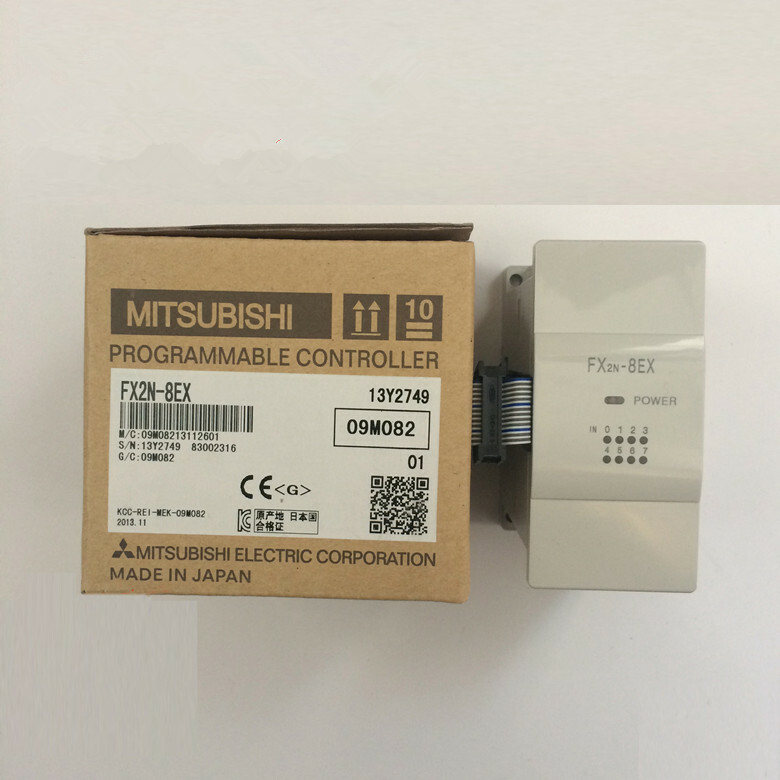 MITSUBISHI
10
PROGRAMMABLE CONTROLLER
FX2N-8EX
13Y2749
M/C:09M08213112601
S/N:13Y2749 83002316
G/C:09M082
09M082
01
CE<G>
KCC-REI-MEK-09M082
2013.11
原产地 日本国
合格证
MITSUBISHI ELECTRIC CORPORATION
MADE IN JAPAN
FX2N-8EX
POWER
IN 0 1 2 3
4 5 6 7